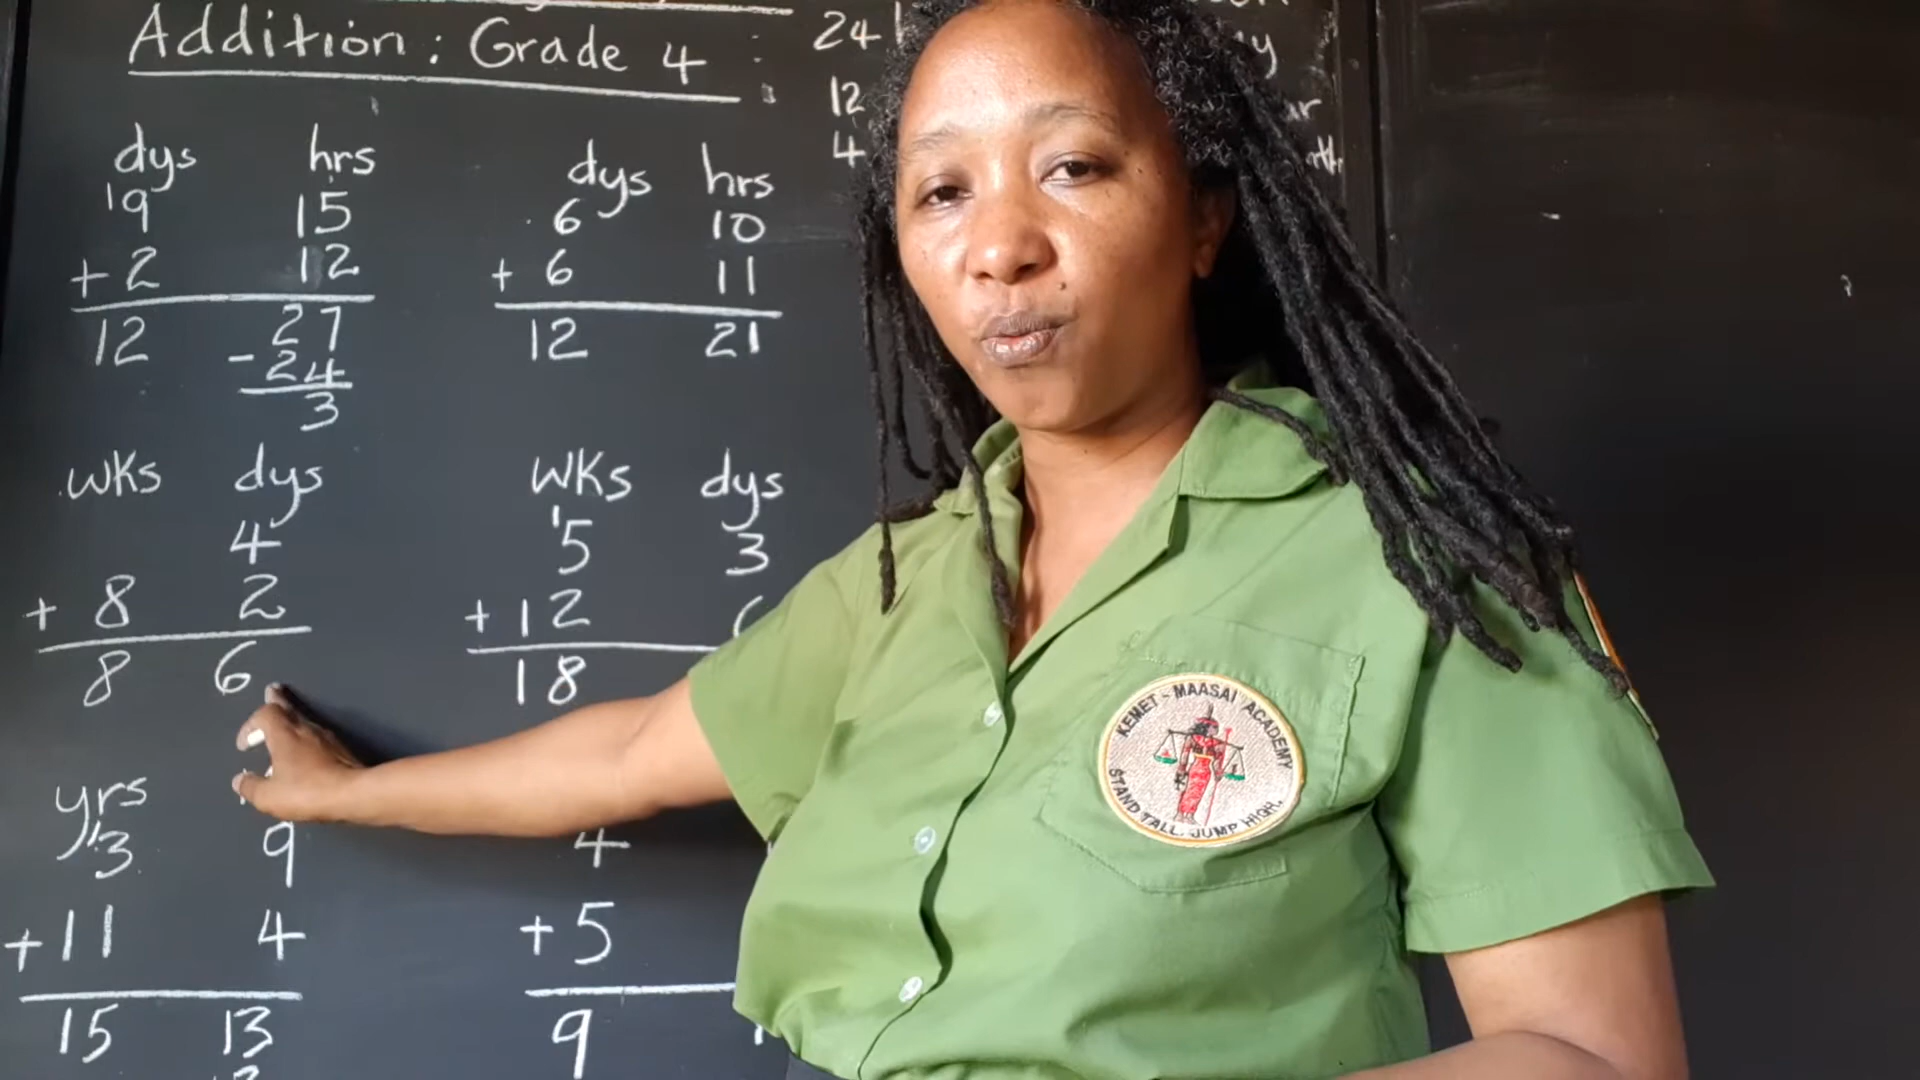 Addition: Grade 4
24
12
4
dys hrs
19 15
+ 2 12
12 27
- 24
3
dys hrs
6 10
+ 6 11
12 21
wks dys
4
+ 8 2
8 6
wks dys
1
5 3
+ 12
18
yrs
13 9
+ 11 4
15 13
4
+ 5
9
KEMET - MAASAI ACADEMY
STAND TALL, JUMP HIGH.